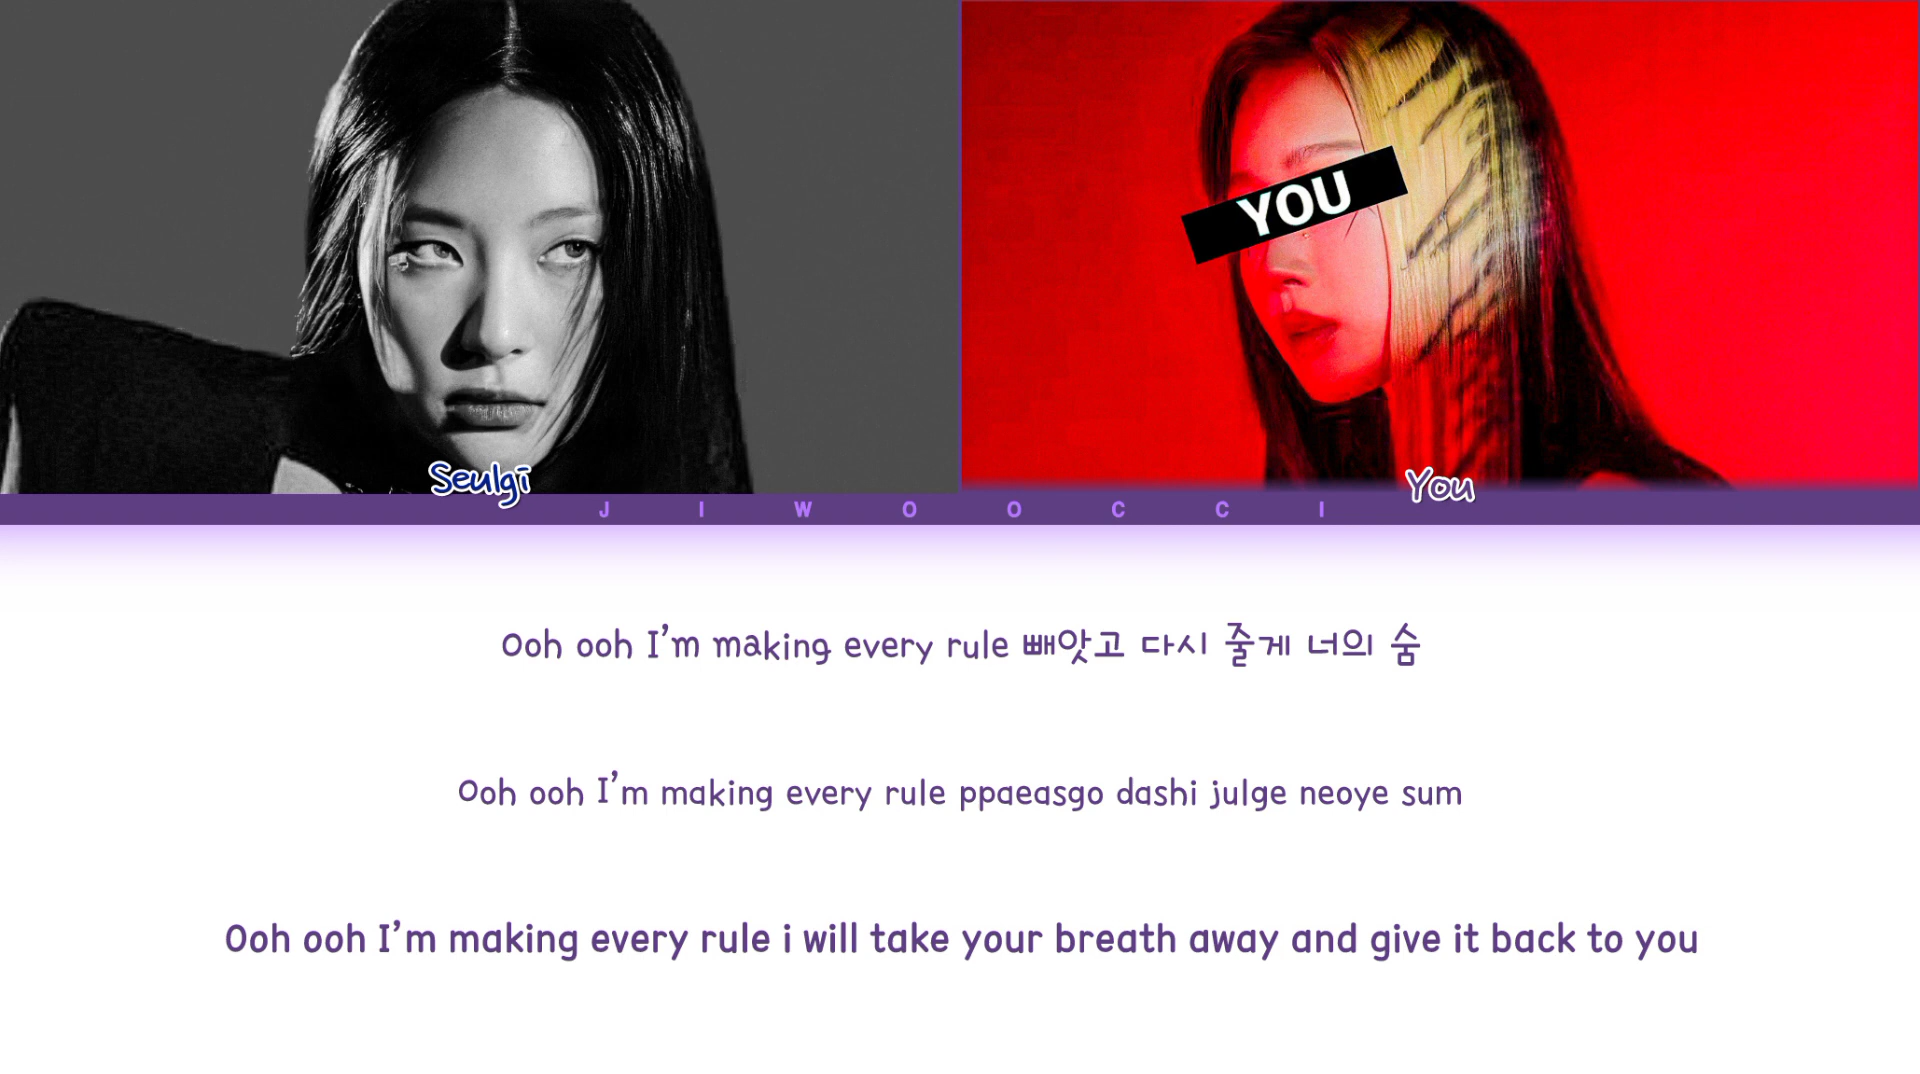 YOU
Seulgi
You
J I W O O C C I
Ooh ooh I'm making every rule 빼앗고 다시 줄게 너의 숨
Ooh ooh I'm making every rule ppaeasgo dashi julge neoye sum
Ooh ooh I'm making every rule i will take your breath away and give it back to you